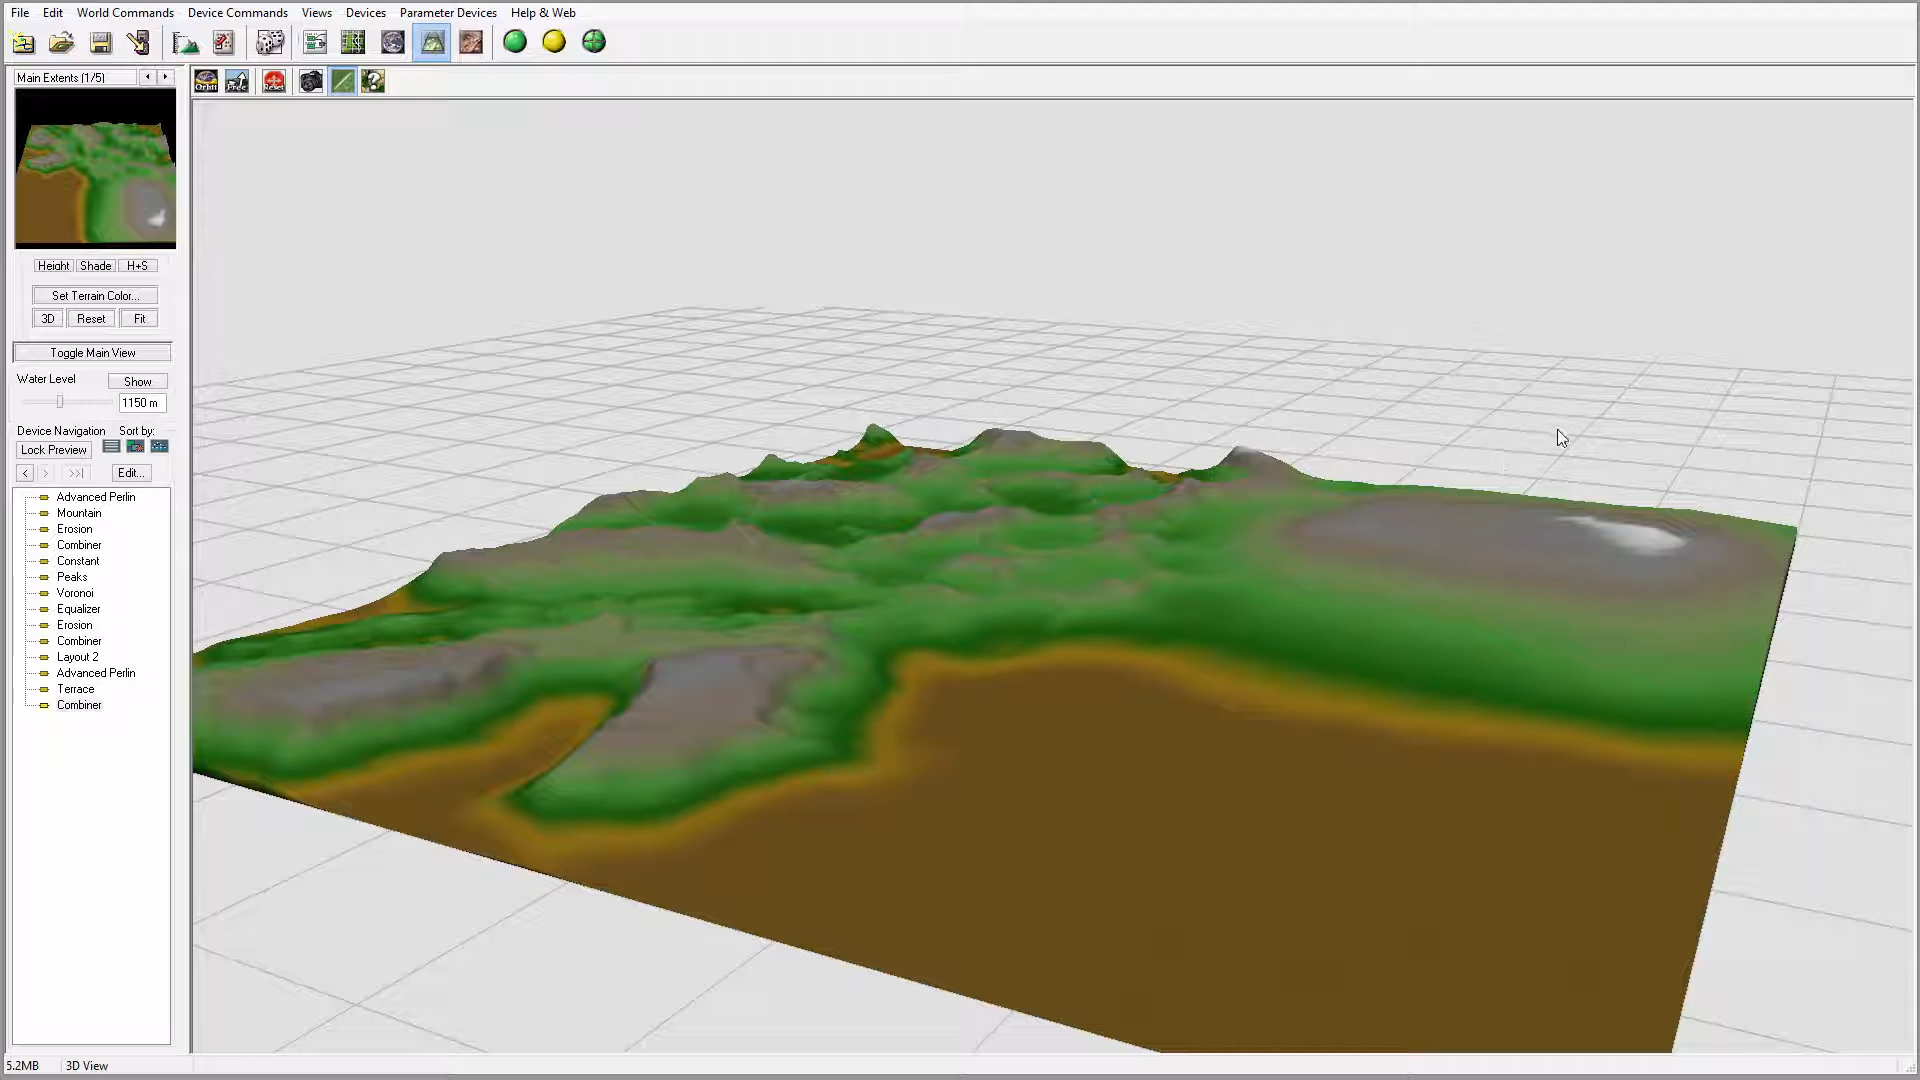 File Edit World Commands Device Commands Views Devices Parameter Devices Help & Web
Main Extents (1/5)
Orbit Free Reset
Height Shade H+S
Set Terrain Color...
3D Reset Fit
Toggle Main View
Water Level Show
1150 m
Device Navigation Sort by:
Lock Preview
< > >>| Edit...
Advanced Perlin
Mountain
Erosion
Combiner
Constant
Peaks
Voronoi
Equalizer
Erosion
Combiner
Layout 2
Advanced Perlin
Terrace
Combiner
5.2MB 3D View